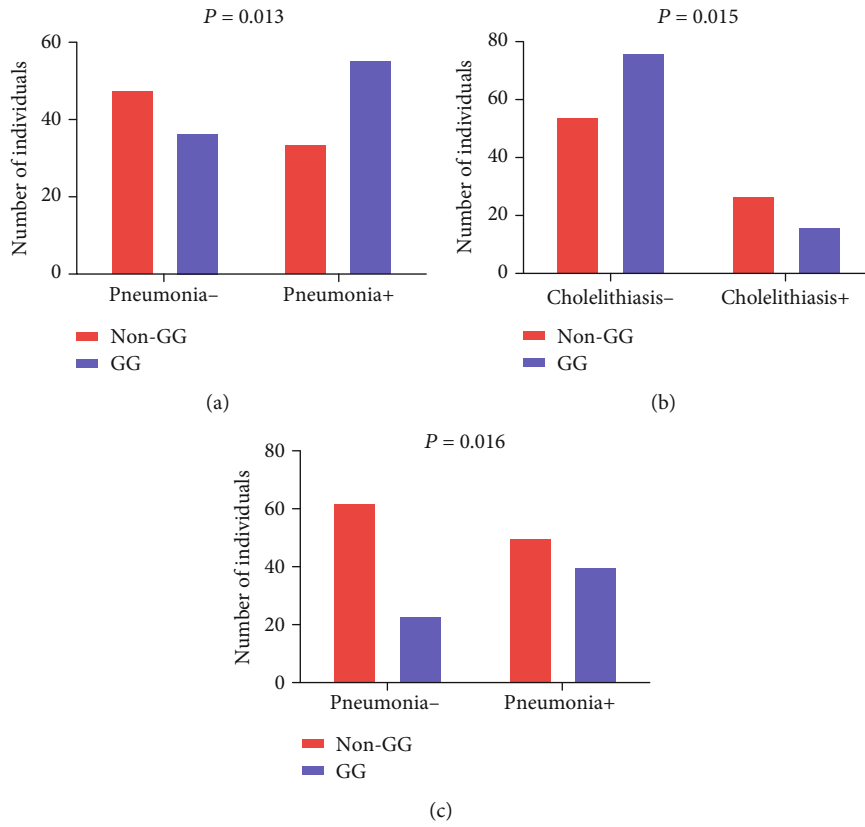 P = 0.013
Number of individuals
60
40
20
0
Pneumonia–
Pneumonia+
Non-GG
GG
(a)
P = 0.015
Number of individuals
80
60
40
20
0
Cholelithiasis–
Cholelithiasis+
Non-GG
GG
(b)
P = 0.016
Number of individuals
80
60
40
20
0
Pneumonia–
Pneumonia+
Non-GG
GG
(c)